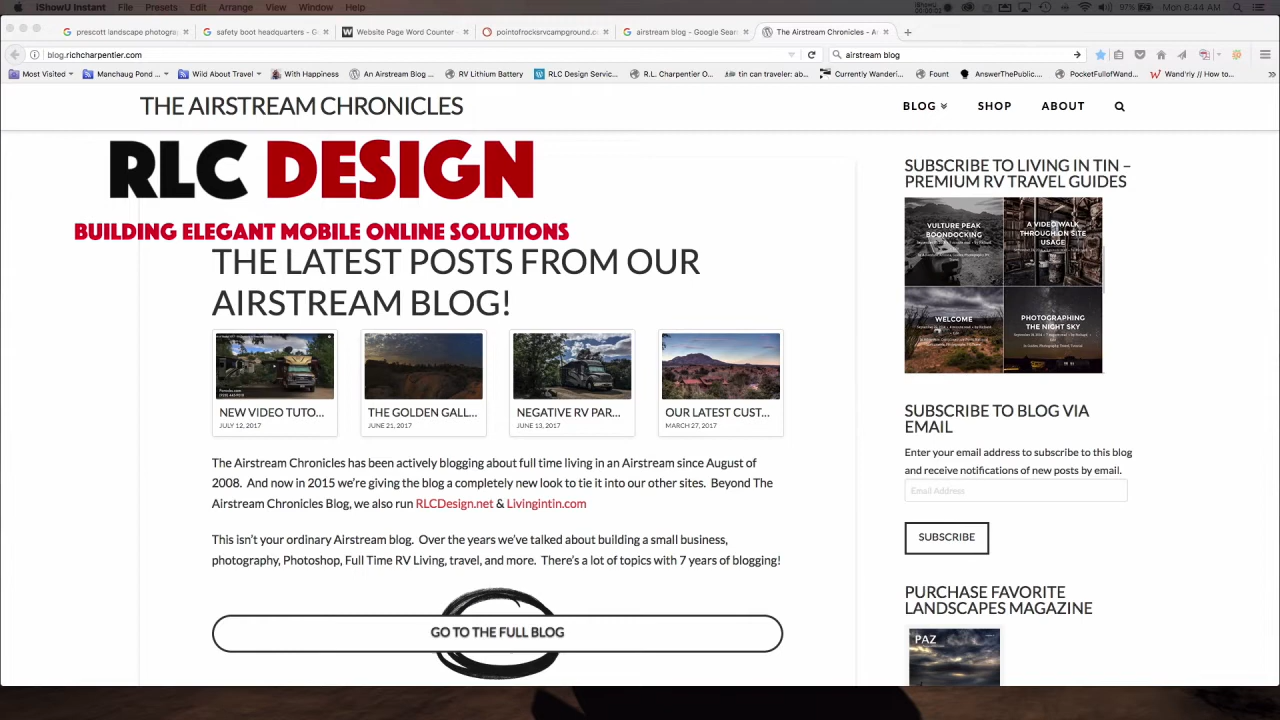 iShowU Instant File Presets Edit Arrange View Window Help
97% Mon 8:44 AM
prescott landscape photogra
safety boot headquarters - G
Website Page Word Counter -
pointofrocksrvcampground.c
airstream blog - Google Sear
The Airstream Chronicles - A
blog.richcharpentier.com
airstream blog
Most Visited
Manchaug Pond ...
Wild About Travel
With Happiness
An Airstream Blog ...
RV Lithium Battery
RLC Design Servic...
R.L. Charpentier O...
tin can traveler: ab...
Currently Wanderi...
Fount
AnswerThePublic....
PocketFullofWand...
Wand'rly // How to...
THE AIRSTREAM CHRONICLES
BLOG
SHOP
ABOUT
RLC DESIGN
BUILDING ELEGANT MOBILE ONLINE SOLUTIONS
THE LATEST POSTS FROM OUR
AIRSTREAM BLOG!
NEW VIDEO TUTO...
JULY 12, 2017
THE GOLDEN GALL...
JUNE 21, 2017
NEGATIVE RV PAR...
JUNE 13, 2017
OUR LATEST CUST...
MARCH 27, 2017
The Airstream Chronicles has been actively blogging about full time living in an Airstream since August of
2008. And now in 2015 we're giving the blog a completely new look to tie it into our other sites. Beyond The
Airstream Chronicles Blog, we also run RLCDesign.net & Livingintin.com
This isn't your ordinary Airstream blog. Over the years we've talked about building a small business,
photography, Photoshop, Full Time RV Living, travel, and more. There's a lot of topics with 7 years of blogging!
GO TO THE FULL BLOG
SUBSCRIBE TO LIVING IN TIN –
PREMIUM RV TRAVEL GUIDES
VULTURE PEAK
BOONDOCKING
A VIDEO WALK
THROUGH ON SITE
USAGE
WELCOME
PHOTOGRAPHING
THE NIGHT SKY
SUBSCRIBE TO BLOG VIA
EMAIL
Enter your email address to subscribe to this blog
and receive notifications of new posts by email.
Email Address
SUBSCRIBE
PURCHASE FAVORITE
LANDSCAPES MAGAZINE
PAZ